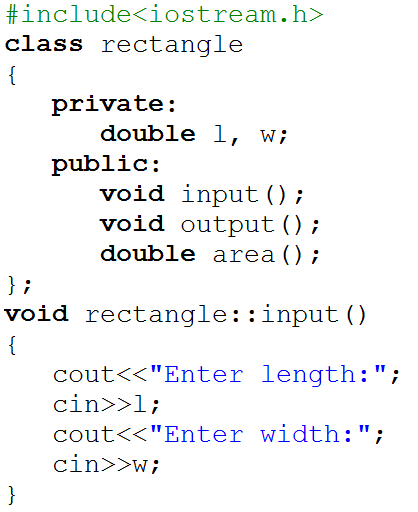 #include<iostream.h>
class rectangle
{
   private:
      double l, w;
   public:
      void input();
      void output();
      double area();
};
void rectangle::input()
{
   cout<<"Enter length:";
   cin>>l;
   cout<<"Enter width:";
   cin>>w;
}